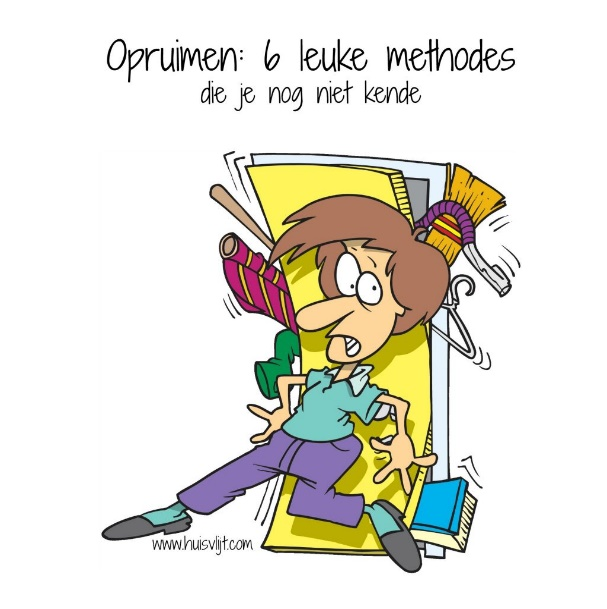 Opruimen: 6 leuke methodes
die je nog niet kende
www.huisvlijt.com